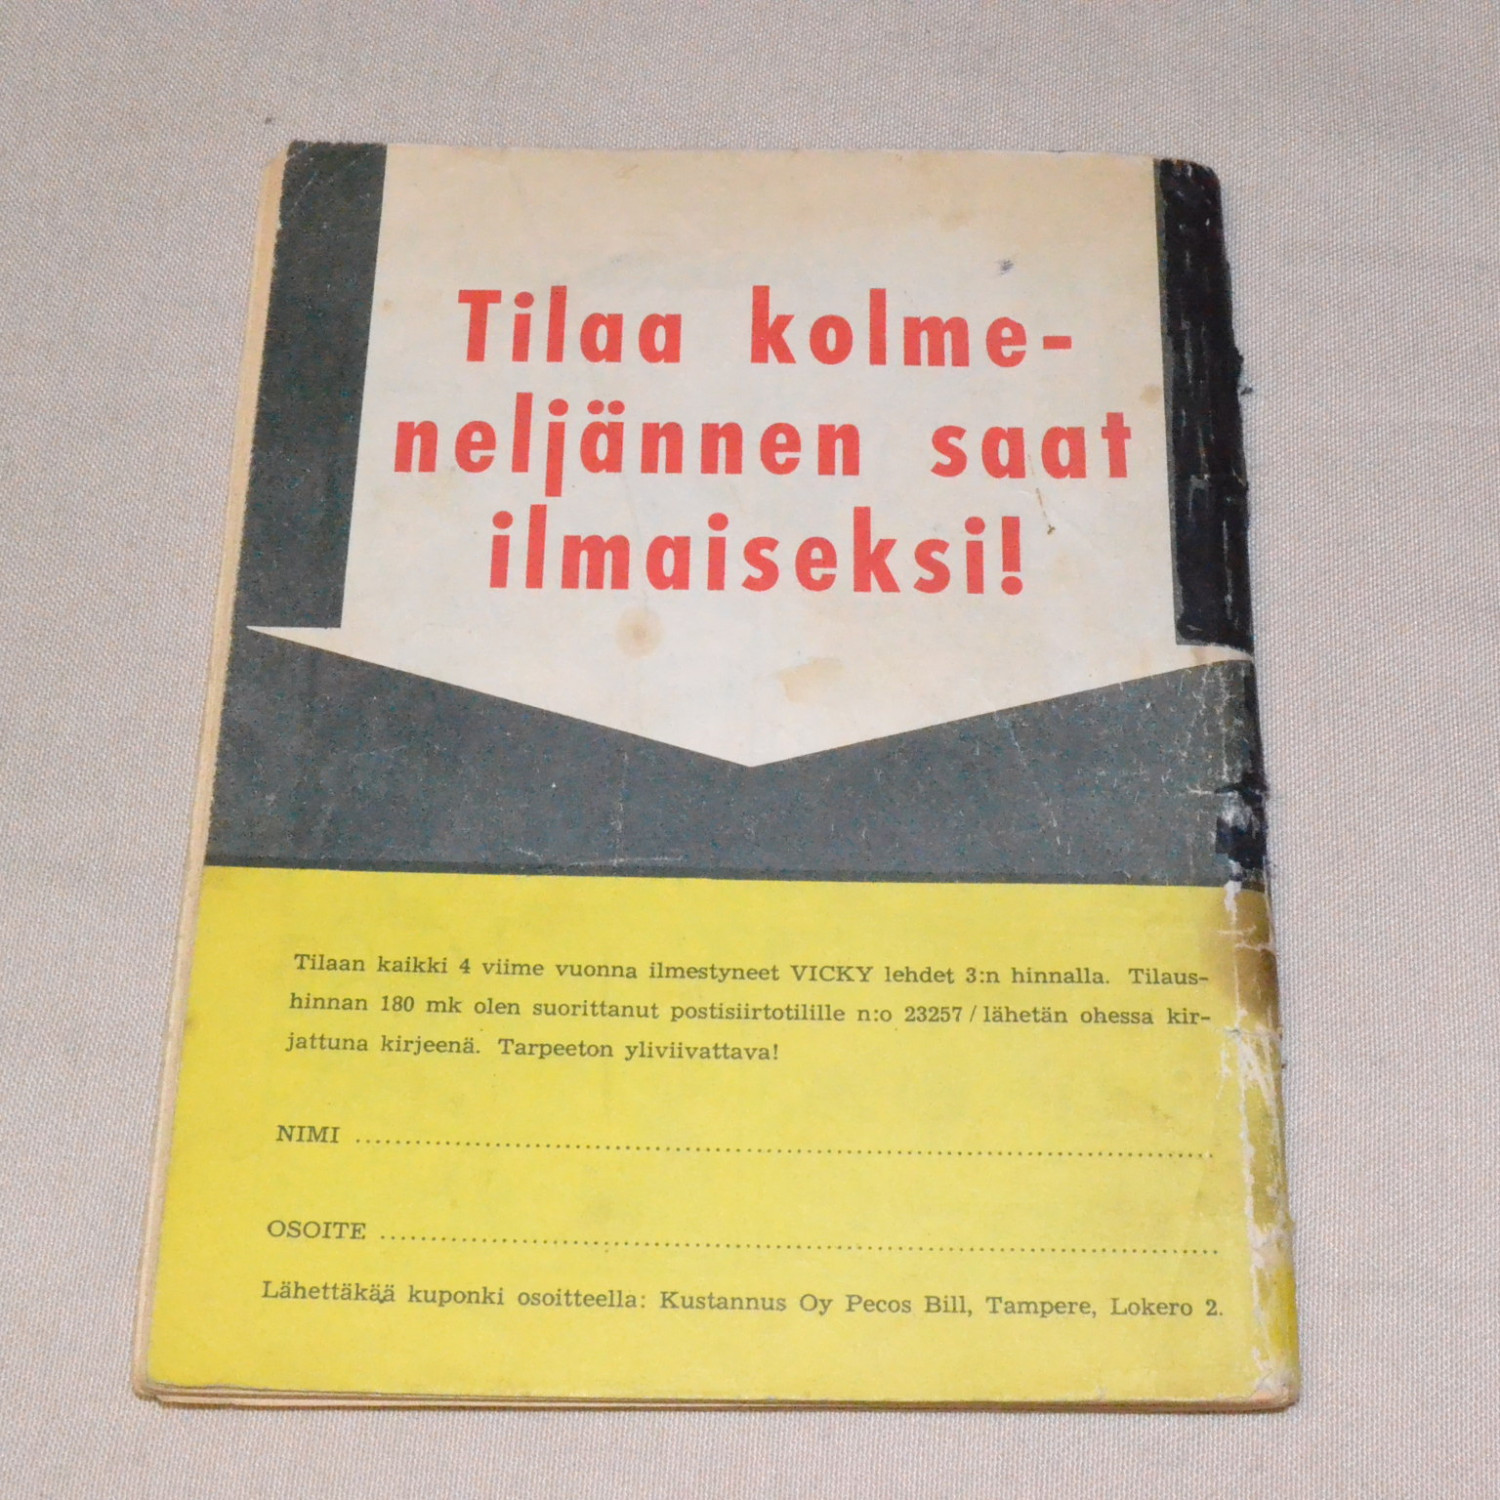 Tilaa kolme-
neljännen saat
ilmaiseksi!
Tilaan kaikki 4 viime vuonna ilmestyneet VICKY lehdet 3:n hinnalla. Tilaus-
hinnan 180 mk olen suorittanut postisiirtotilille n:o 23257 / lähetän ohessa kir-
jattuna kirjeenä. Tarpeeton yliviivattava!
NIMI ................................................................
OSOITE ................................................................
Lähettäkää kuponki osoitteella: Kustannus Oy Pecos Bill, Tampere, Lokero 2.